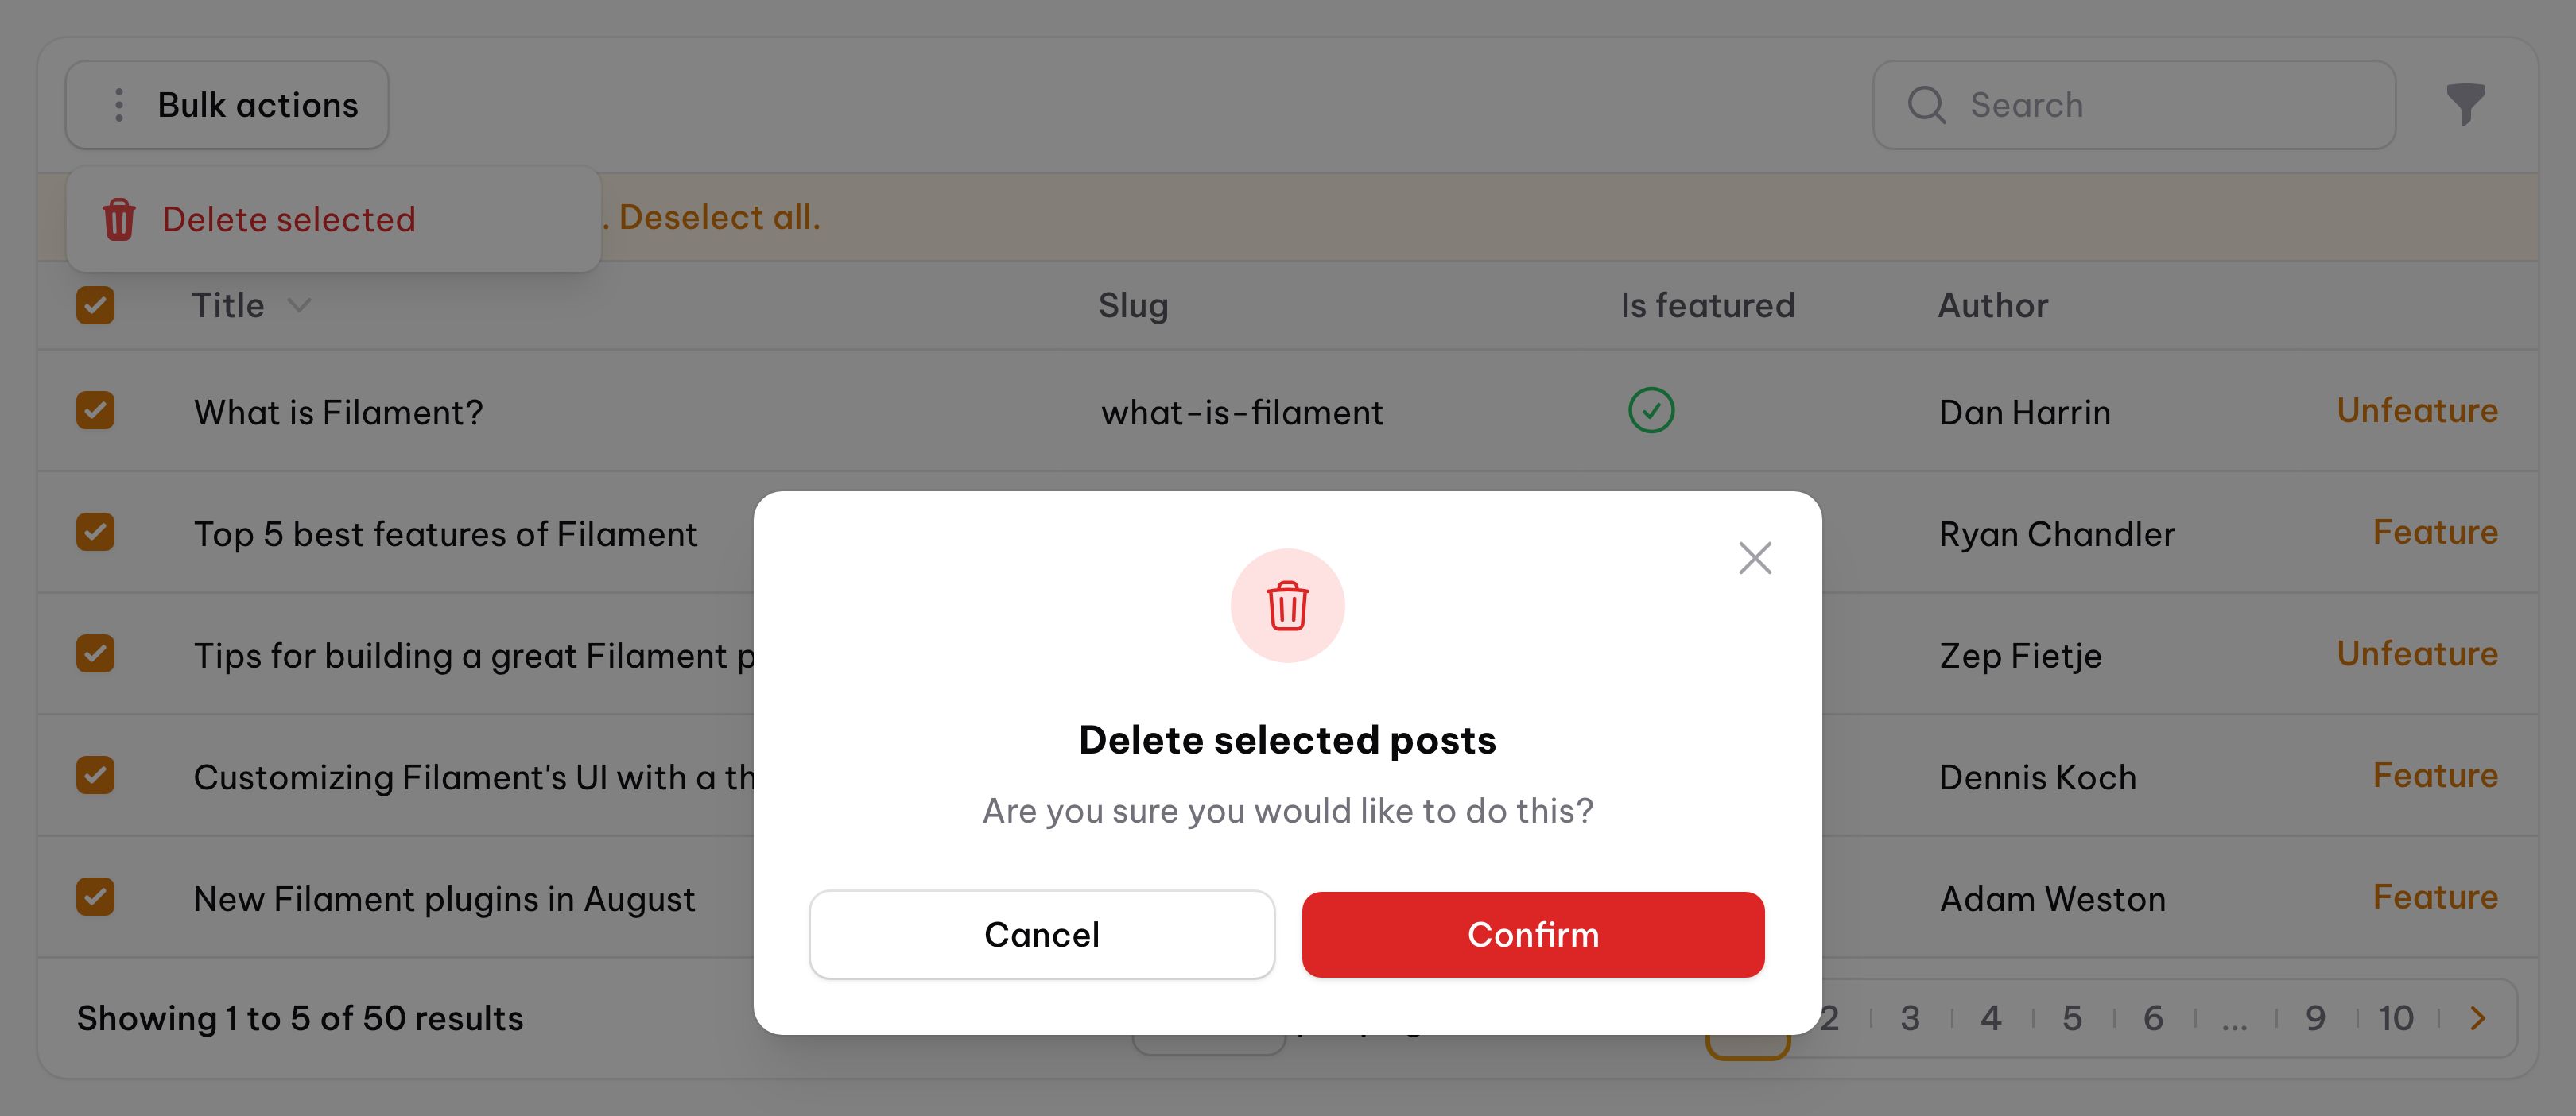 Bulk actions
Search
Delete selected
. Deselect all.
Title
Slug
Is featured
Author
What is Filament?
what-is-filament
Dan Harrin
Unfeature
Top 5 best features of Filament
Ryan Chandler
Feature
Tips for building a great Filament
Zep Fietje
Unfeature
Customizing Filament's UI with a
Dennis Koch
Feature
New Filament plugins in August
Adam Weston
Feature
Delete selected posts
Are you sure you would like to do this?
Cancel
Confirm
Showing 1 to 5 of 50 results
2 3 4 5 6 ... 9 10